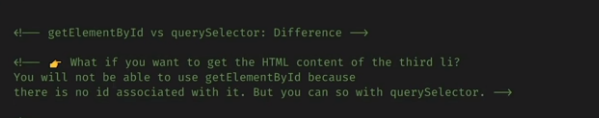 <!-- getElementById vs querySelector: Difference -->
<!-- 👉 What if you want to get the HTML content of the third li?
You will not be able to use getElementById because
there is no id associated with it. But you can so with querySelector. -->